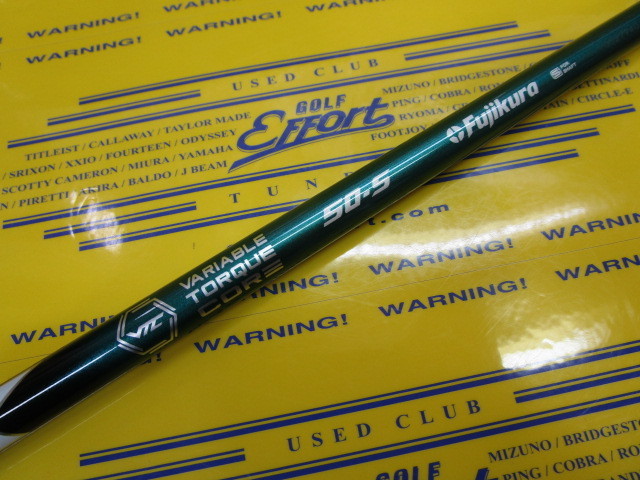 WARNING!
WARNING!
WARNING!
WARNING!
USED CLUB
TITLEIST / CALLAWAY / TAYLOR MADE
SRIXON / XXIO / FOURTEEN / ODYSSEY
SCOTTY CAMERON / MIURA / YAMAHA
PIRETTI / AKIRA / BALDO / J BEAM
GOLF
Effort
MIZUNO / BRIDGESTONE
PING / COBRA
RYOMA
FOOTJOY
CIRCLE-E
.com
Fujikura
50-S
VARIABLE
TORQUE
CORE
VTC
WARNING!
WARNING!
WARNING!
WARNING!
WARNING!
WARNING!
USED CLUB
GOLF
MIZUNO / BRIDGESTONE
PING / COBRA / RO